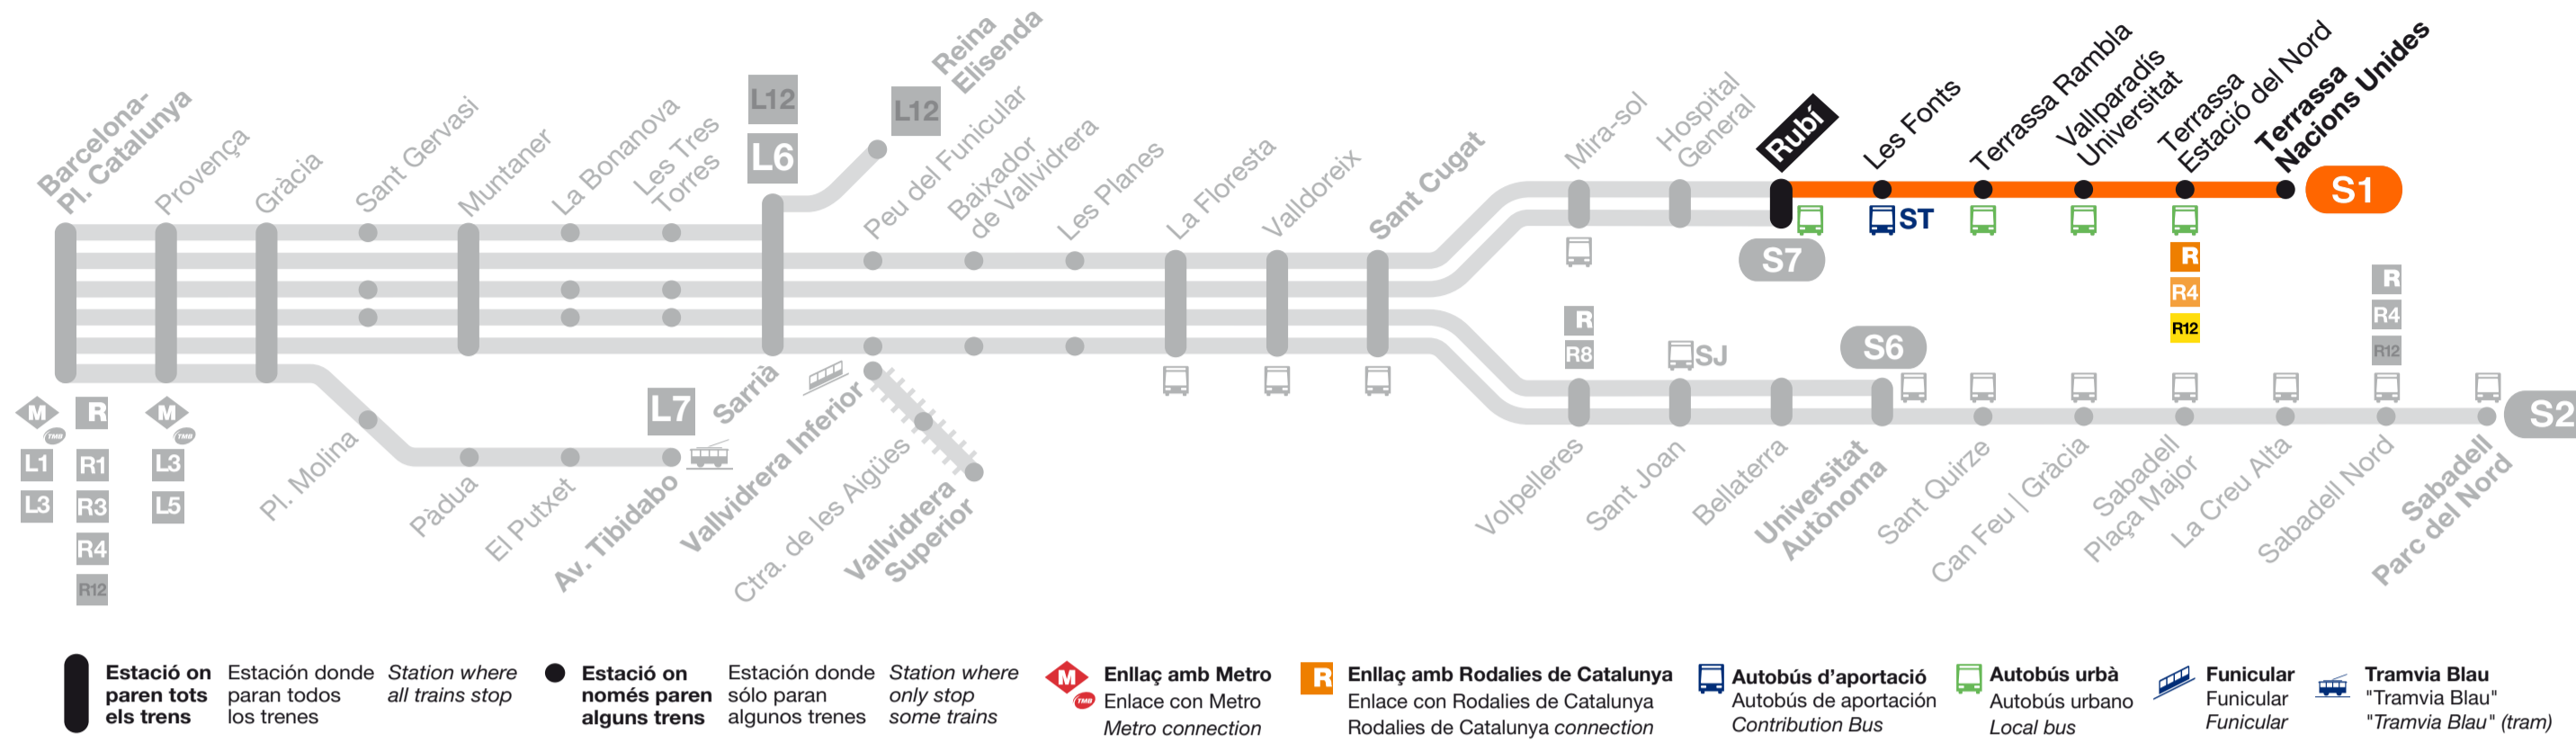 Barcelona-
Pl. Catalunya
Provença
Gràcia
Sant Gervasi
Muntaner
La Bonanova
Les Tres
Torres
L12
L6
Reina
Elisenda
L12
Peu del Funicular
Baixador
de Vallvidrera
Les Planes
La Floresta
Valldoreix
Sant Cugat
Mira-sol
Hospital
General
Rubí
Les Fonts
Terrassa Rambla
Vallparadís
Universitat
Terrassa
Estació del Nord
Terrassa
Nacions Unides
S1
ST
S7
R
R4
R12
R
R8
SJ
S6
R
R4
R12
S2
M
TMB
L1
L3
R
R1
R3
R4
R12
M
TMB
L3
L5
Pl. Molina
Pàdua
El Putxet
L7
Av. Tibidabo
Sarrià
Vallvidrera Inferior
Ctra. de les Aigües
Vallvidrera
Superior
Volpelleres
Sant Joan
Bellaterra
Universitat
Autònoma
Sant Quirze
Can Feu | Gràcia
Sabadell
Plaça Major
La Creu Alta
Sabadell Nord
Sabadell
Parc del Nord
Estació on
paren tots
els trens
Estación donde
paran todos
los trenes
Station where
all trains stop
Estació on
només paren
alguns trens
Estación donde
sólo paran
algunos trenes
Station where
only stop
some trains
M
TMB
Enllaç amb Metro
Enlace con Metro
Metro connection
R
Enllaç amb Rodalies de Catalunya
Enlace con Rodalies de Catalunya
Rodalies de Catalunya connection
Autobús d'aportació
Autobús de aportación
Contribution Bus
Autobús urbà
Autobús urbano
Local bus
Funicular
Funicular
Funicular
Tramvia Blau
"Tramvia Blau"
"Tramvia Blau" (tram)